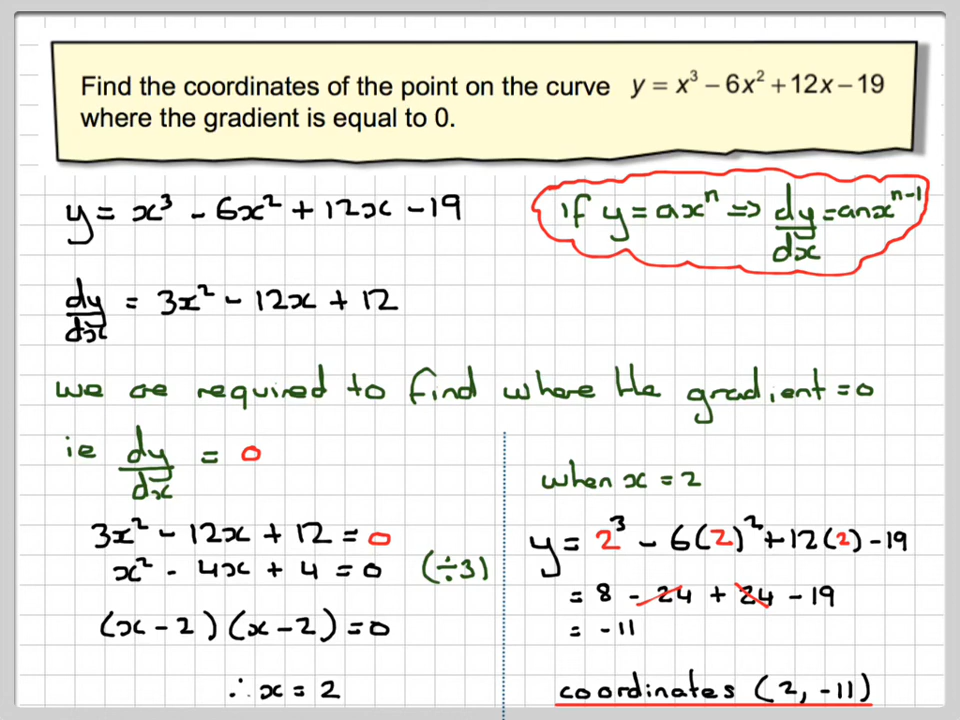 Find the coordinates of the point on the curve y = x³ – 6x² + 12x – 19
where the gradient is equal to 0.
y = x³ - 6x² + 12x - 19
if y = axⁿ => dy/dx = anxⁿ⁻¹
dy/dx = 3x² - 12x + 12
we are required to find where the gradient = 0
ie dy/dx = 0
3x² - 12x + 12 = 0
x² - 4x + 4 = 0 (÷3)
(x - 2)(x - 2) = 0
∴ x = 2
when x = 2
y = 2³ - 6(2)² + 12(2) - 19
= 8 - 24 + 24 - 19
= -11
coordinates (2, -11)